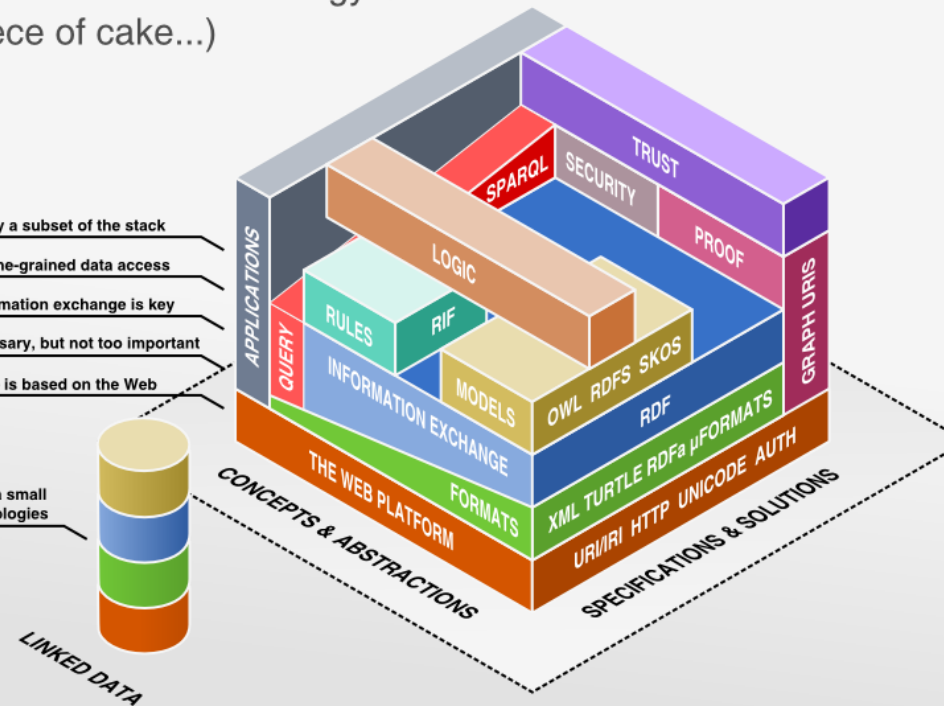 ece of cake...)
y a subset of the stack
ne-grained data access
rmation exchange is key
sary, but not too important
is based on the Web
a small
ologies
APPLICATIONS
TRUST
SPARQL
SECURITY
PROOF
LOGIC
GRAPH URIS
RULES
RIF
QUERY
INFORMATION EXCHANGE
MODELS
OWL RDFS SKOS
RDF
FORMATS
XML TURTLE RDFa µFORMATS
THE WEB PLATFORM
URI/IRI HTTP UNICODE AUTH
CONCEPTS & ABSTRACTIONS
SPECIFICATIONS & SOLUTIONS
LINKED DATA